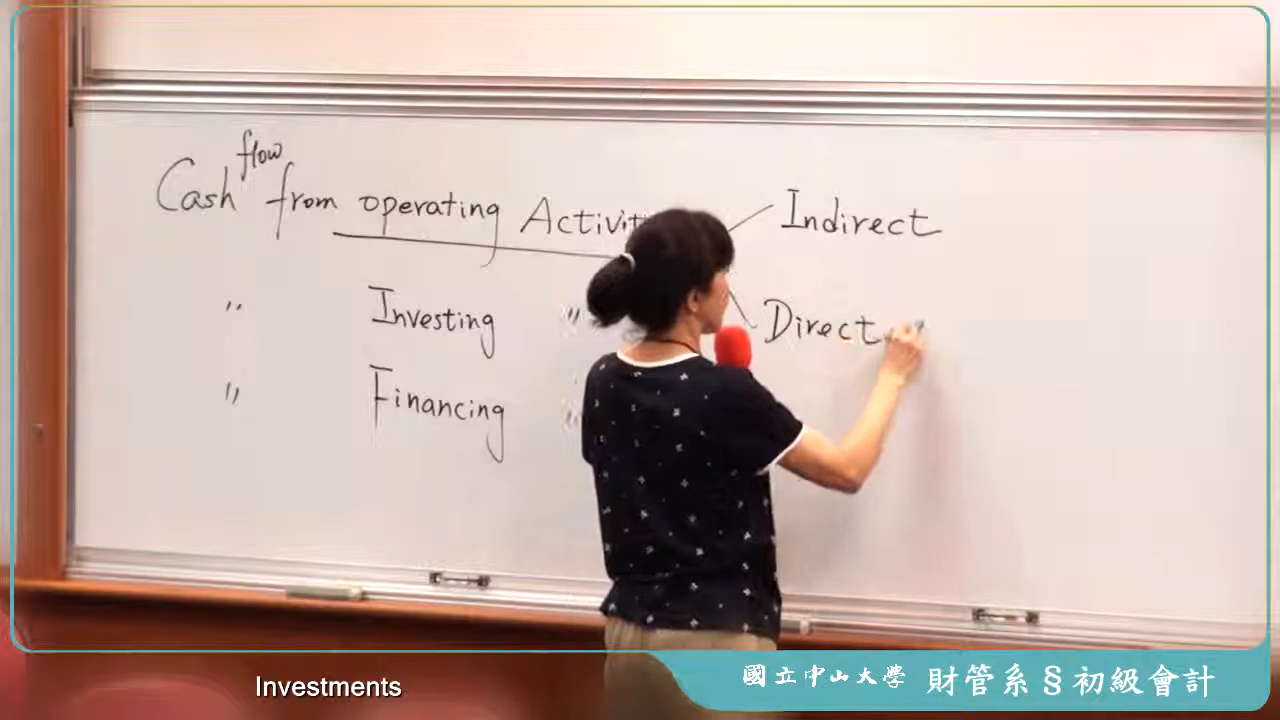 Cash flow from operating Activit
Indirect
" Investing "
Direct
" Financing "
Investments
國立中山大學 財管系§初級會計